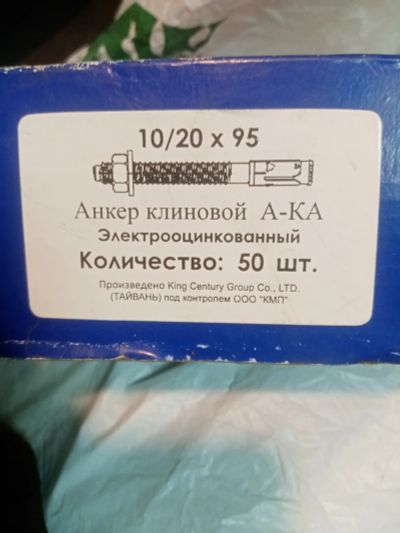 10/20 x 95
Анкер клиновой А-КА
Электрооцинкованный
Количество: 50 шт.
Произведено King Century Group Co., LTD.
(ТАЙВАНЬ) под контролем ООО "КМП"